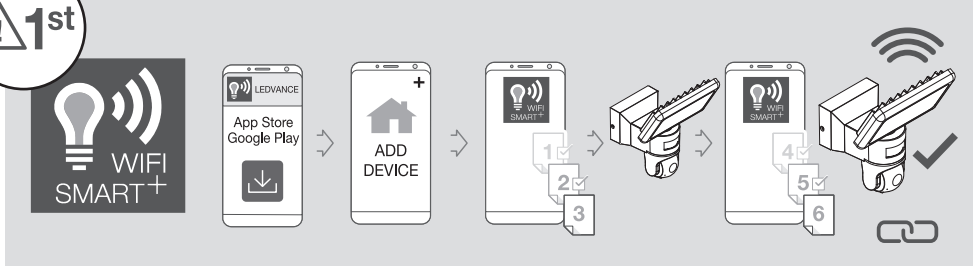 1st
WIFI
SMART+
LEDVANCE
App Store
Google Play
+
ADD
DEVICE
WIFI
SMART+
1
2
3
WIFI
SMART+
4
5
6